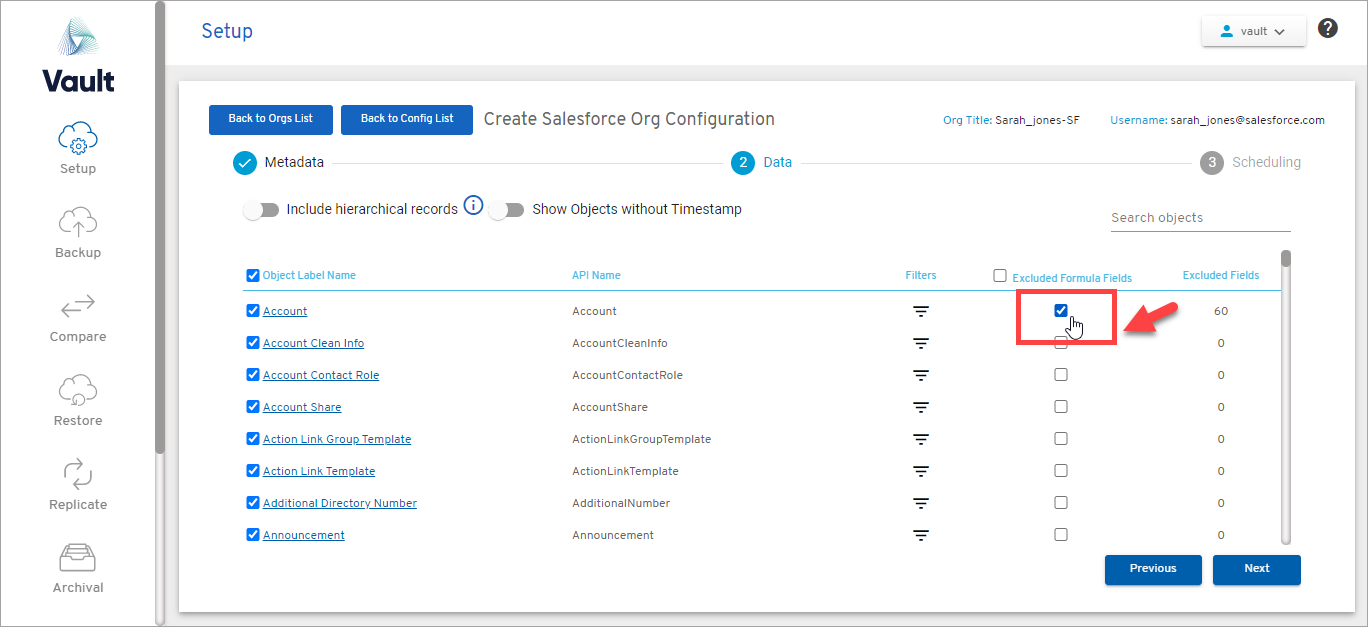 Vault
Setup
Backup
Compare
Restore
Replicate
Archival
Setup
vault
?
Back to Orgs List
Back to Config List
Create Salesforce Org Configuration
Org Title: Sarah_jones-SF
Username: sarah_jones@salesforce.com
Metadata
2 Data
3 Scheduling
Include hierarchical records i
Show Objects without Timestamp
Search objects
Object Label Name API Name Filters Excluded Formula Fields Excluded Fields
Account Account 60
Account Clean Info AccountCleanInfo 0
Account Contact Role AccountContactRole 0
Account Share AccountShare 0
Action Link Group Template ActionLinkGroupTemplate 0
Action Link Template ActionLinkTemplate 0
Additional Directory Number AdditionalNumber 0
Announcement Announcement 0
Previous
Next